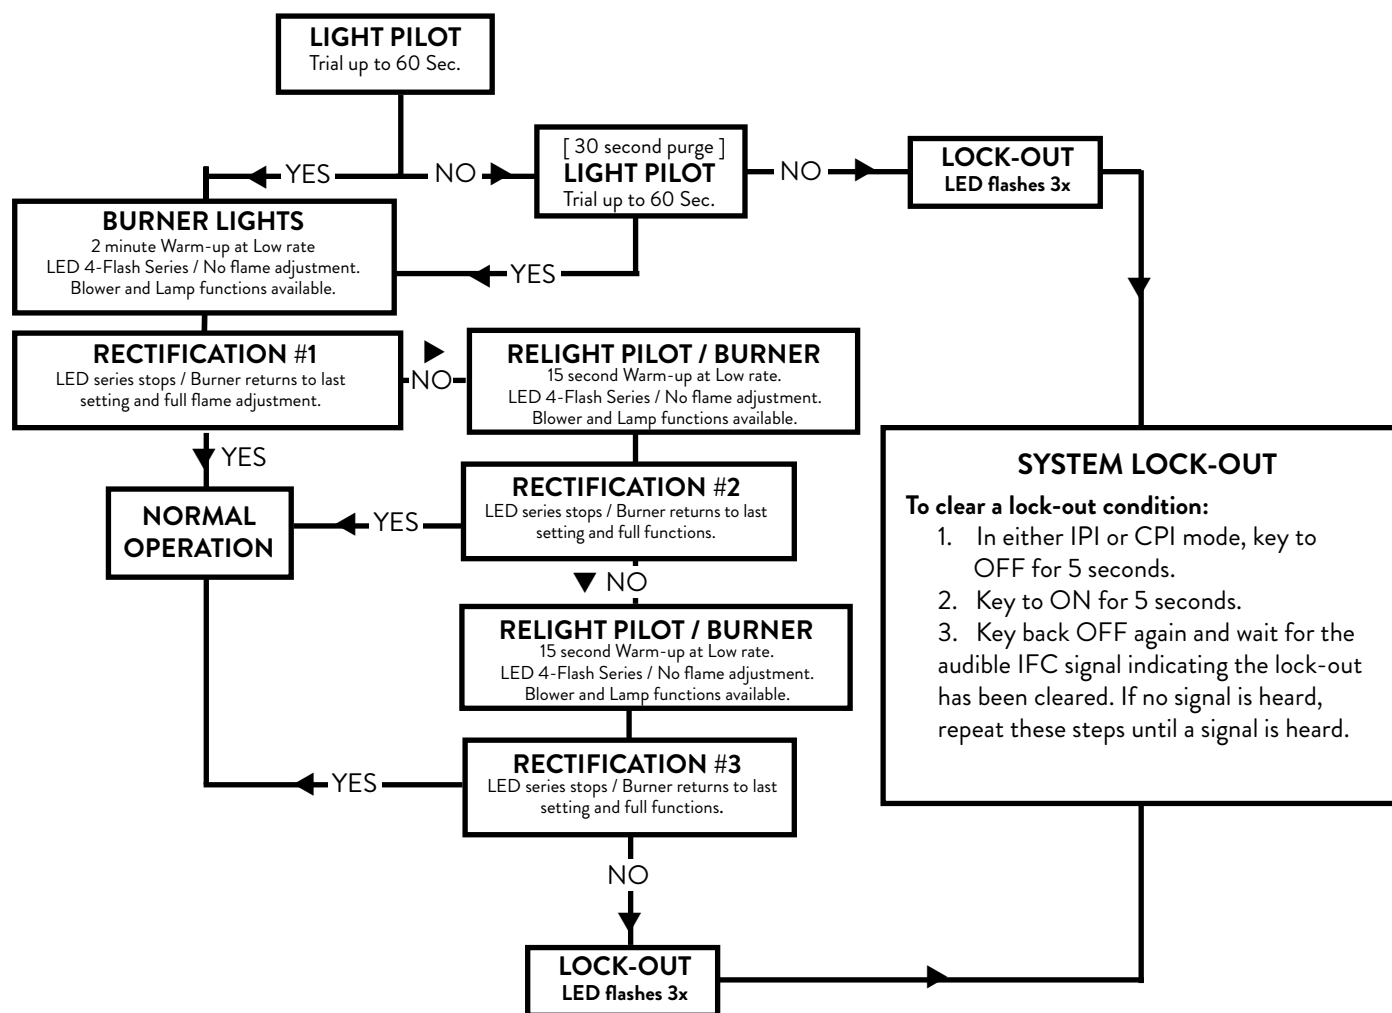 LIGHT PILOT
Trial up to 60 Sec.
YES
NO
[ 30 second purge ]
LIGHT PILOT
Trial up to 60 Sec.
NO
LOCK-OUT
LED flashes 3x
BURNER LIGHTS
2 minute Warm-up at Low rate
LED 4-Flash Series / No flame adjustment.
Blower and Lamp functions available.
YES
RECTIFICATION #1
LED series stops / Burner returns to last
setting and full flame adjustment.
NO
RELIGHT PILOT / BURNER
15 second Warm-up at Low rate.
LED 4-Flash Series / No flame adjustment.
Blower and Lamp functions available.
YES
NORMAL
OPERATION
YES
RECTIFICATION #2
LED series stops / Burner returns to last
setting and full functions.
NO
RELIGHT PILOT / BURNER
15 second Warm-up at Low rate.
LED 4-Flash Series / No flame adjustment.
Blower and Lamp functions available.
YES
RECTIFICATION #3
LED series stops / Burner returns to last
setting and full functions.
NO
LOCK-OUT
LED flashes 3x
SYSTEM LOCK-OUT
To clear a lock-out condition:
1. In either IPI or CPI mode, key to
OFF for 5 seconds.
2. Key to ON for 5 seconds.
3. Key back OFF again and wait for the
audible IFC signal indicating the lock-out
has been cleared. If no signal is heard,
repeat these steps until a signal is heard.